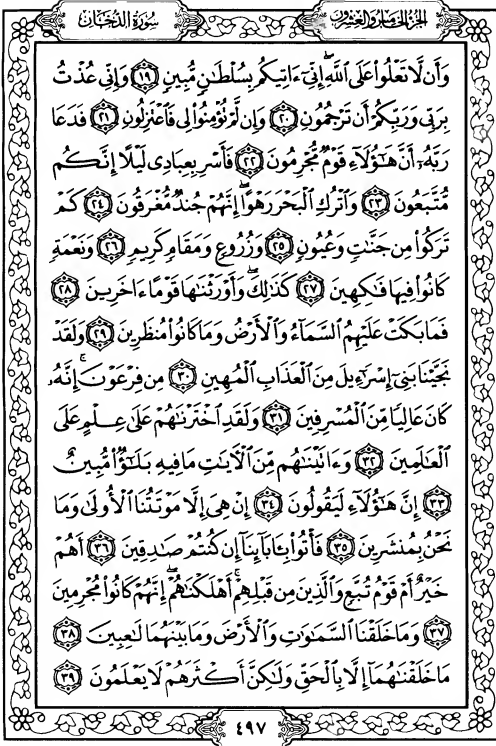 الجزء الخامس والعشرون
سورة الدخان
وَأَن لَّا تَعْلُوا۟ عَلَى ٱللَّهِ إِنِّىٓ ءَاتِيكُم بِسُلْطَـٰنٍ مُّبِينٍ ١٩ وَإِنِّى عُذْتُ
بِرَبِّى وَرَبِّكُمْ أَن تَرْجُمُونِ ٢٠ وَإِن لَّمْ تُؤْمِنُوا۟ لِى فَٱعْتَزِلُونِ ٢١ فَدَعَا
رَبَّهُۥٓ أَنَّ هَـٰٓؤُلَآءِ قَوْمٌ مُّجْرِمُونَ ٢٢ فَأَسْرِ بِعِبَادِى لَيْلًا إِنَّكُم
مُّتَّبَعُونَ ٢٣ وَٱتْرُكِ ٱلْبَحْرَ رَهْوًا إِنَّهُمْ جُندٌ مُّغْرَقُونَ ٢٤ كَمْ
تَرَكُوا۟ مِن جَنَّـٰتٍ وَعُيُونٍ ٢٥ وَزُرُوعٍ وَمَقَامٍ كَرِيمٍ ٢٦ وَنَعْمَةٍ
كَانُوا۟ فِيهَا فَـٰكِهِينَ ٢٧ كَذَٰلِكَ وَأَوْرَثْنَـٰهَا قَوْمًا ءَاخَرِينَ ٢٨
فَمَا بَكَتْ عَلَيْهِمُ ٱلسَّمَآءُ وَٱلْأَرْضُ وَمَا كَانُوا۟ مُنظَرِينَ ٢٩ وَلَقَدْ
نَجَّيْنَا بَنِىٓ إِسْرَٰٓءِيلَ مِنَ ٱلْعَذَابِ ٱلْمُهِينِ ٣٠ مِن فِرْعَوْنَ إِنَّهُۥ
كَانَ عَالِيًا مِّنَ ٱلْمُسْرِفِينَ ٣١ وَلَقَدِ ٱخْتَرْنَـٰهُمْ عَلَىٰ عِلْمٍ عَلَى
ٱلْعَـٰلَمِينَ ٣٢ وَءَاتَيْنَـٰهُم مِّنَ ٱلْـَٔايَـٰتِ مَا فِيهِ بَلَـٰٓؤٌا۟ مُّبِينٌ
٣٣ إِنَّ هَـٰٓؤُلَآءِ لَيَقُولُونَ ٣٤ إِنْ هِىَ إِلَّا مَوْتَتُنَا ٱلْأُولَىٰ وَمَا
نَحْنُ بِمُنشَرِينَ ٣٥ فَأْتُوا۟ بِـَٔابَآئِنَآ إِن كُنتُمْ صَـٰدِقِينَ ٣٦ أَهُمْ
خَيْرٌ أَمْ قَوْمُ تُبَّعٍ وَٱلَّذِينَ مِن قَبْلِهِمْ أَهْلَكْنَـٰهُمْ إِنَّهُمْ كَانُوا۟ مُجْرِمِينَ
٣٧ وَمَا خَلَقْنَا ٱلسَّمَـٰوَٰتِ وَٱلْأَرْضَ وَمَا بَيْنَهُمَا لَـٰعِبِينَ ٣٨
مَا خَلَقْنَـٰهُمَآ إِلَّا بِٱلْحَقِّ وَلَـٰكِنَّ أَكْثَرَهُمْ لَا يَعْلَمُونَ ٣٩
٤٩٧